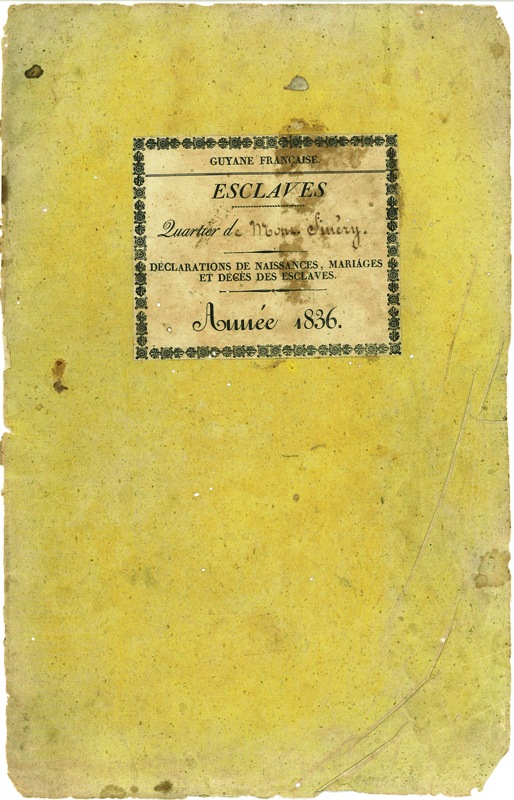 GUYANE FRANÇAISE.
ESCLAVES
Quartier de Mont Sinéry.
DÉCLARATIONS DE NAISSANCES, MARIAGES
ET DÉCÈS DES ESCLAVES.
Année 1836.